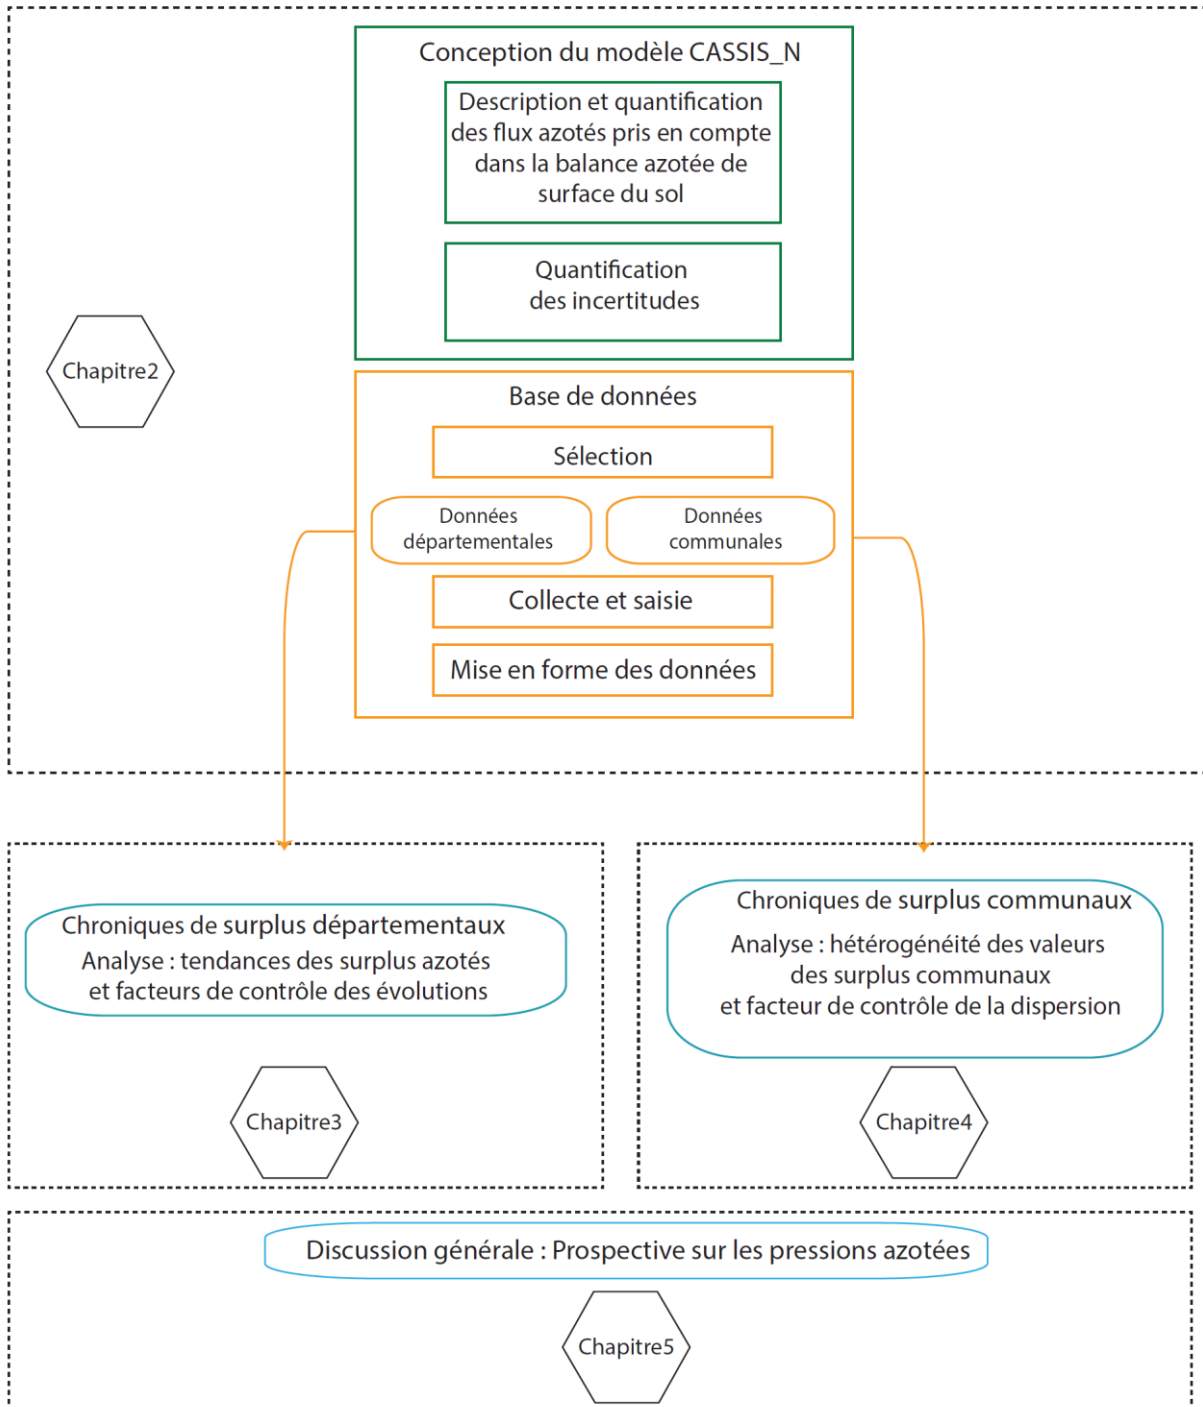 Conception du modèle CASSIS_N
Description et quantification
des flux azotés pris en compte
dans la balance azotée de
surface du sol
Quantification
des incertitudes
Chapitre2
Base de données
Sélection
Données
départementales
Données
communales
Collecte et saisie
Mise en forme des données
Chroniques de surplus départementaux
Analyse : tendances des surplus azotés
et facteurs de contrôle des évolutions
Chapitre3
Chroniques de surplus communaux
Analyse : hétérogénéité des valeurs
des surplus communaux
et facteur de contrôle de la dispersion
Chapitre4
Discussion générale : Prospective sur les pressions azotées
Chapitre5